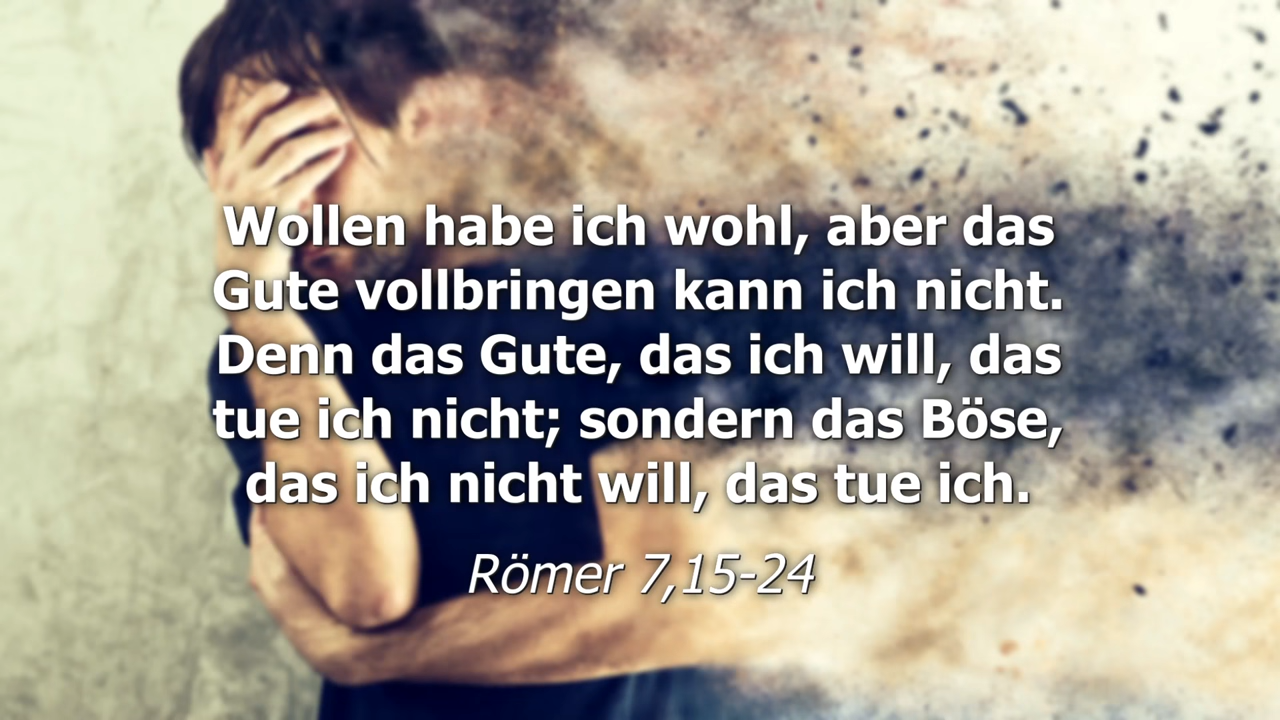 Wollen habe ich wohl, aber das
Gute vollbringen kann ich nicht.
Denn das Gute, das ich will, das
tue ich nicht; sondern das Böse,
das ich nicht will, das tue ich.
Römer 7,15-24